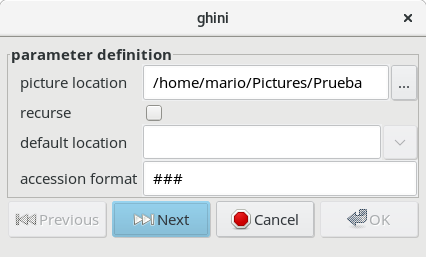 ghini
parameter definition
picture location /home/mario/Pictures/Prueba ...
recurse
default location
accession format ###
Previous Next Cancel OK